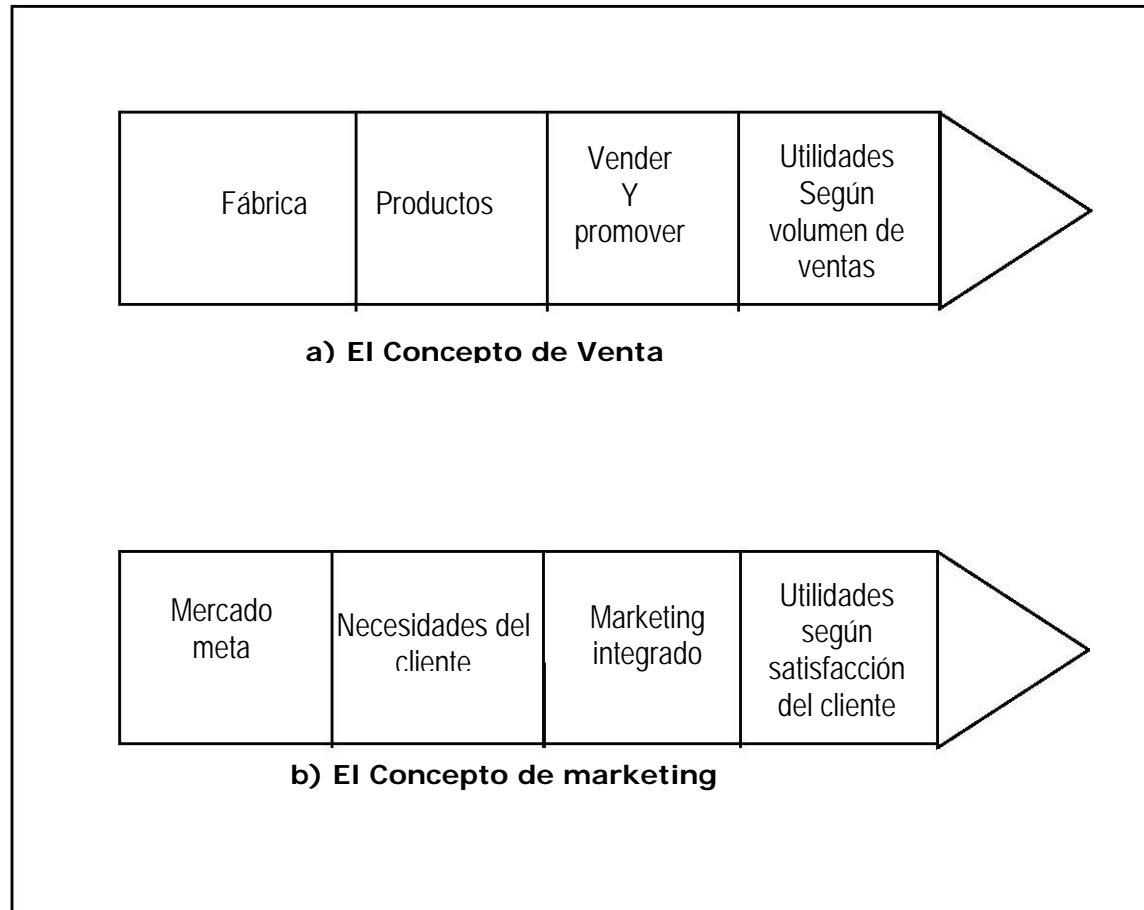 Fábrica
Productos
Vender
Y
promover
Utilidades
Según
volumen de
ventas
a) El Concepto de Venta
Mercado
meta
Necesidades del
cliente
Marketing
integrado
Utilidades
según
satisfacción
del cliente
b) El Concepto de marketing